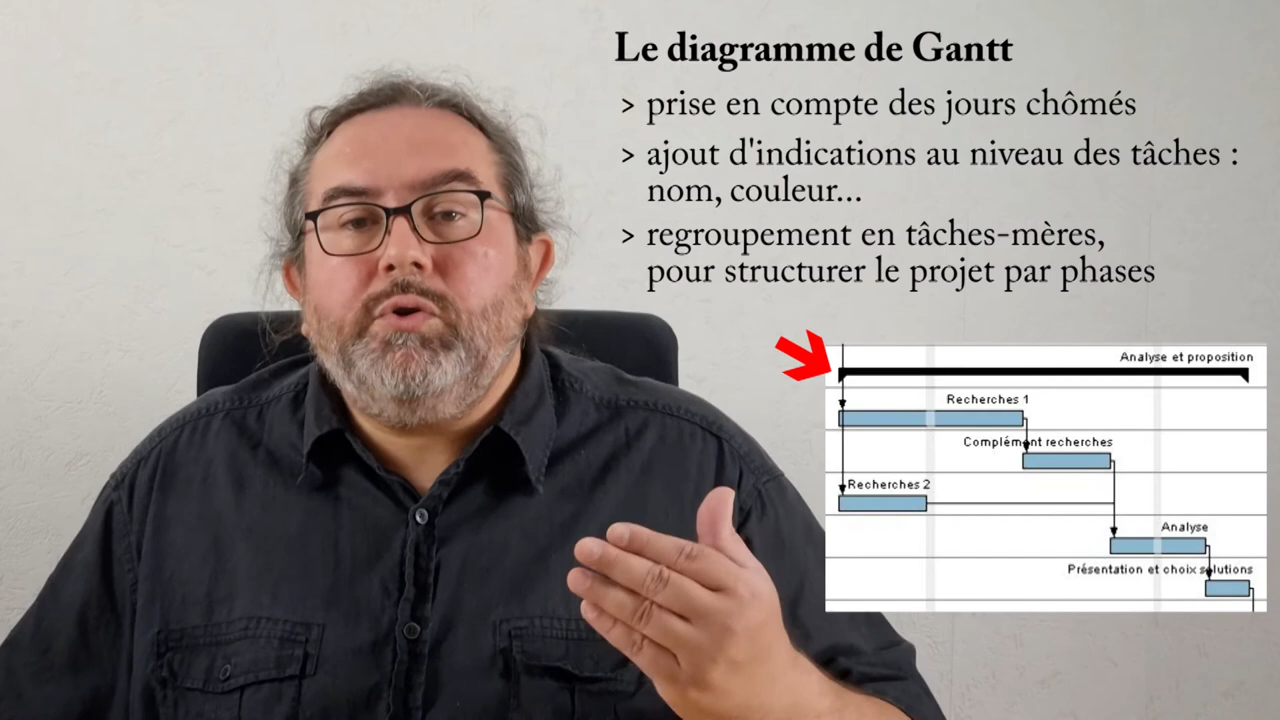 Le diagramme de Gantt
> prise en compte des jours chômés
> ajout d'indications au niveau des tâches :
nom, couleur...
> regroupement en tâches-mères,
pour structurer le projet par phases
Analyse et proposition
Recherches 1
Complément recherches
Recherches 2
Analyse
Présentation et choix solutions